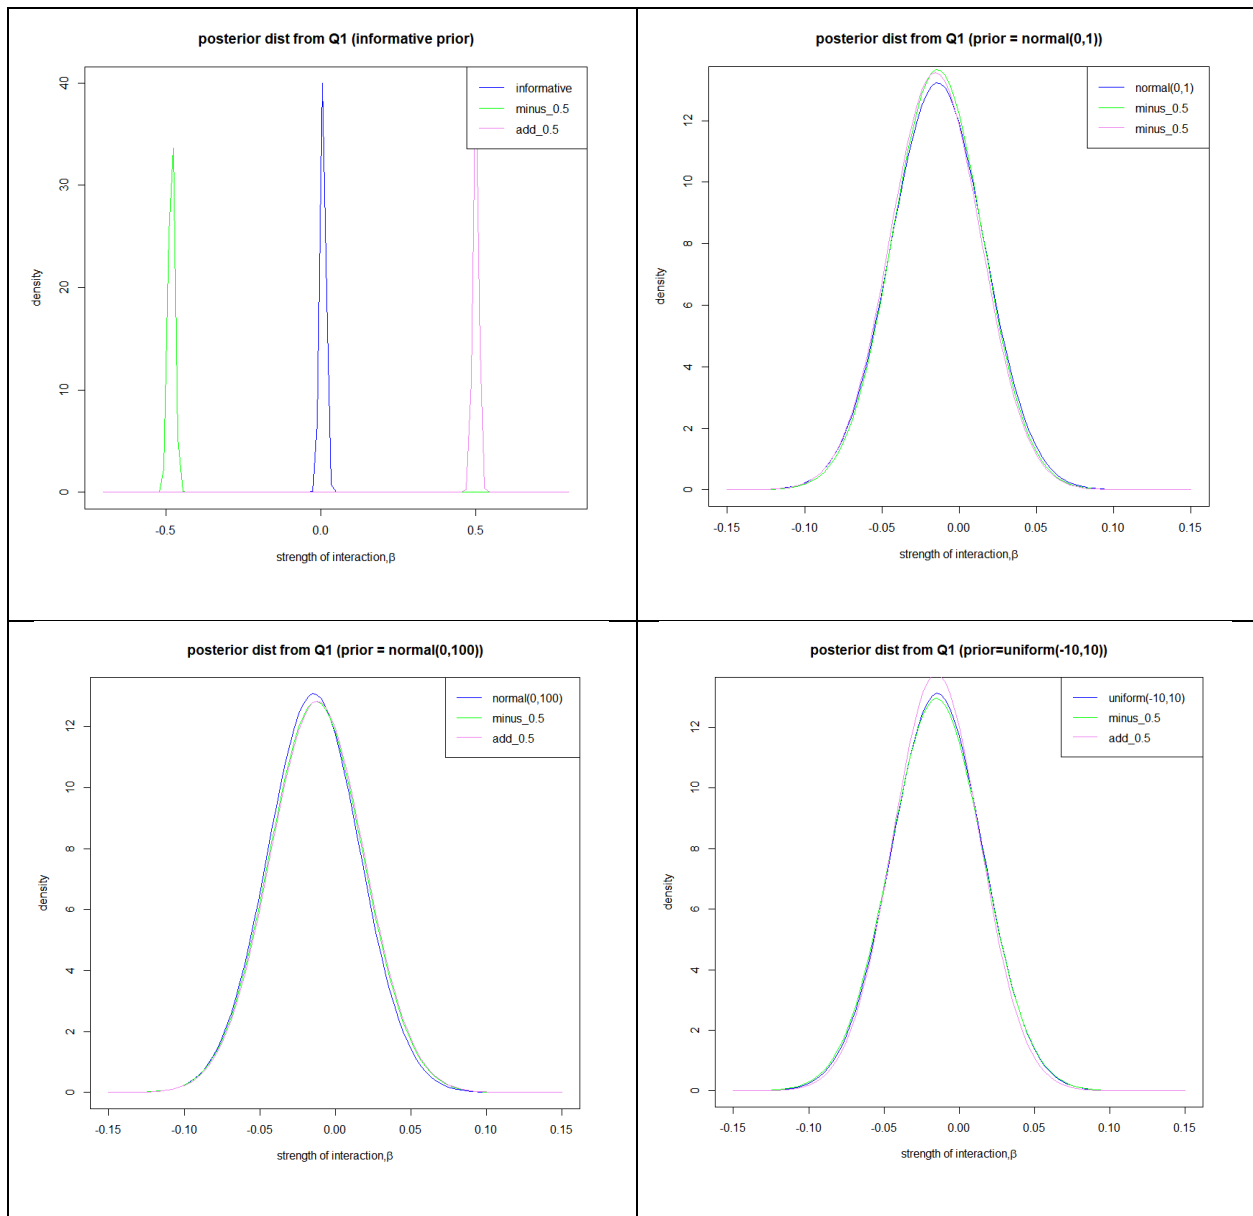 posterior dist from Q1 (informative prior)
informative
minus_0.5
add_0.5
density
0
10
20
30
40
-0.5
0.0
0.5
strength of interaction,β
posterior dist from Q1 (prior = normal(0,1))
normal(0,1)
minus_0.5
minus_0.5
density
0
2
4
6
8
10
12
-0.15
-0.10
-0.05
0.00
0.05
0.10
0.15
strength of interaction,β
posterior dist from Q1 (prior = normal(0,100))
normal(0,100)
minus_0.5
add_0.5
density
0
2
4
6
8
10
12
-0.15
-0.10
-0.05
0.00
0.05
0.10
0.15
strength of interaction,β
posterior dist from Q1 (prior=uniform(-10,10))
uniform(-10,10)
minus_0.5
add_0.5
density
0
2
4
6
8
10
12
-0.15
-0.10
-0.05
0.00
0.05
0.10
0.15
strength of interaction,β